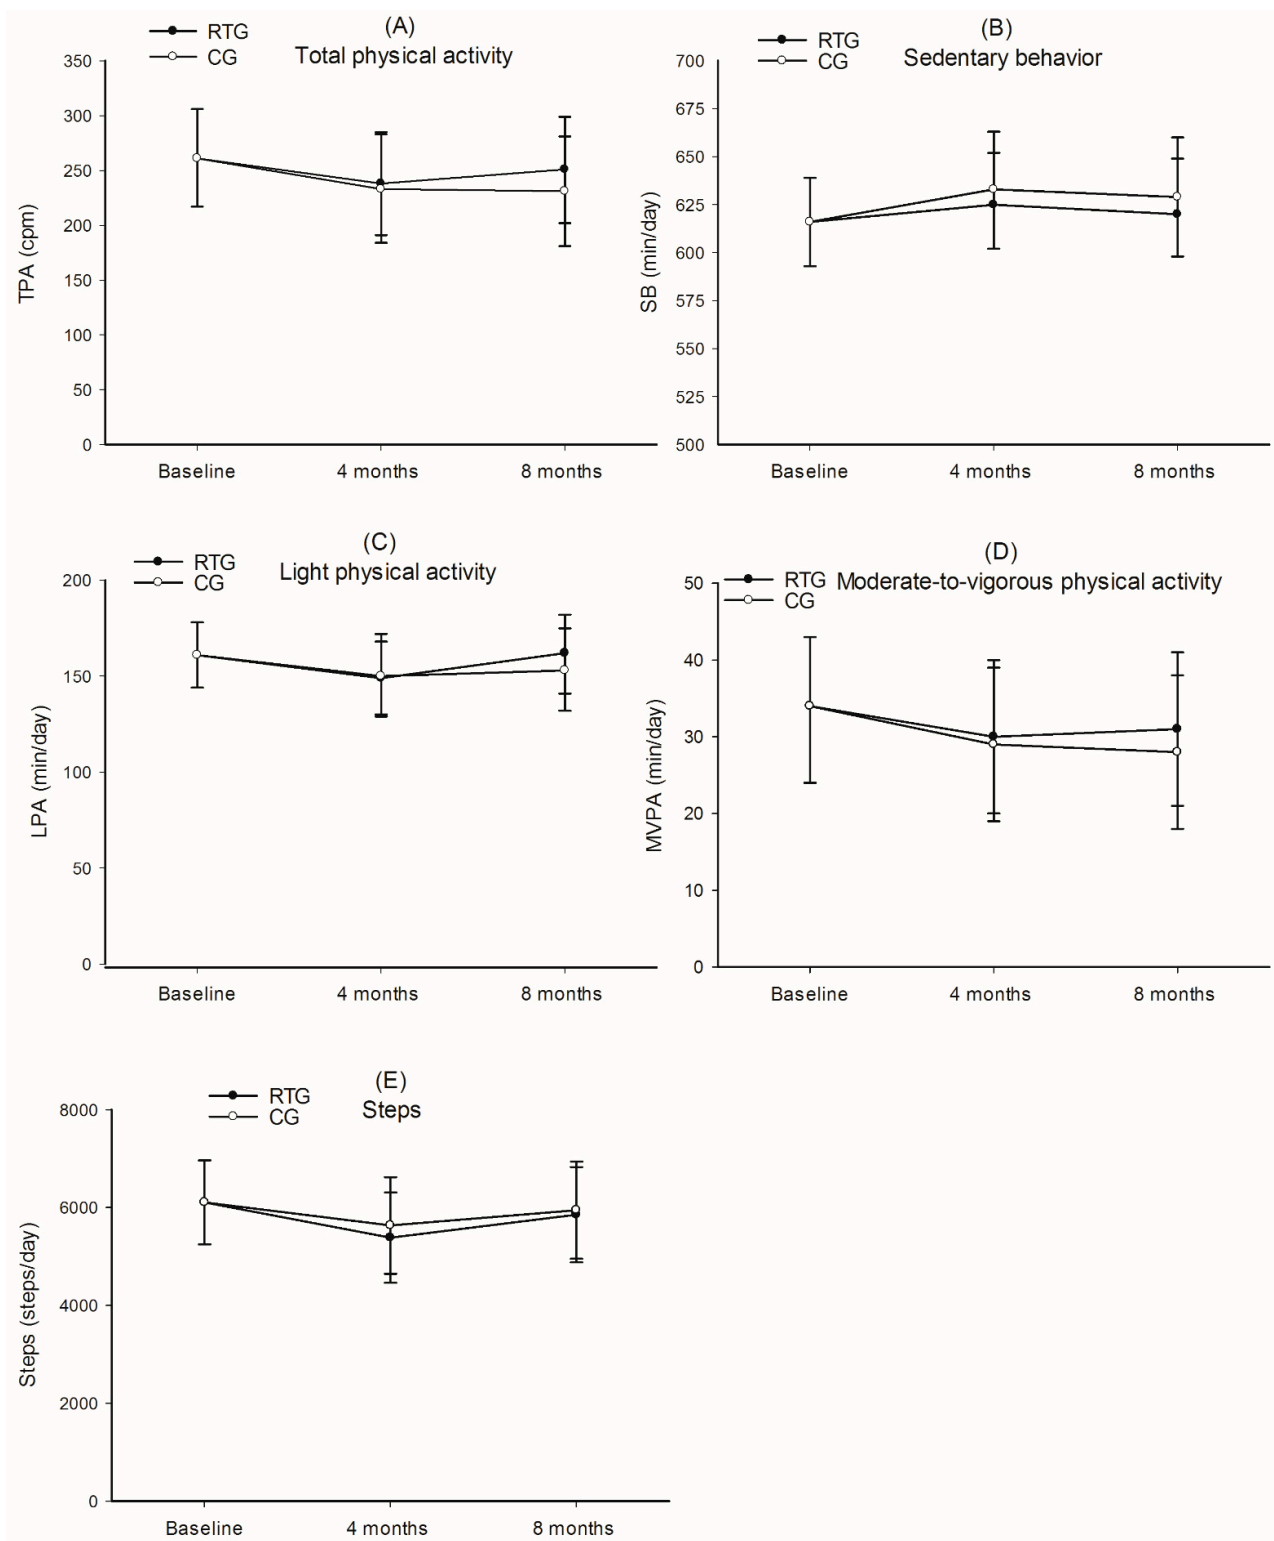 (A)
Total physical activity
RTG
CG
350
300
250
200
150
100
50
0
TPA (cpm)
Baseline
4 months
8 months
(B)
Sedentary behavior
RTG
CG
700
675
650
625
600
575
550
525
500
SB (min/day)
Baseline
4 months
8 months
(C)
Light physical activity
RTG
CG
200
150
100
50
0
LPA (min/day)
Baseline
4 months
8 months
(D)
Moderate-to-vigorous physical activity
RTG
CG
50
40
30
20
10
0
MVPA (min/day)
Baseline
4 months
8 months
(E)
Steps
RTG
CG
8000
6000
4000
2000
0
Steps (steps/day)
Baseline
4 months
8 months